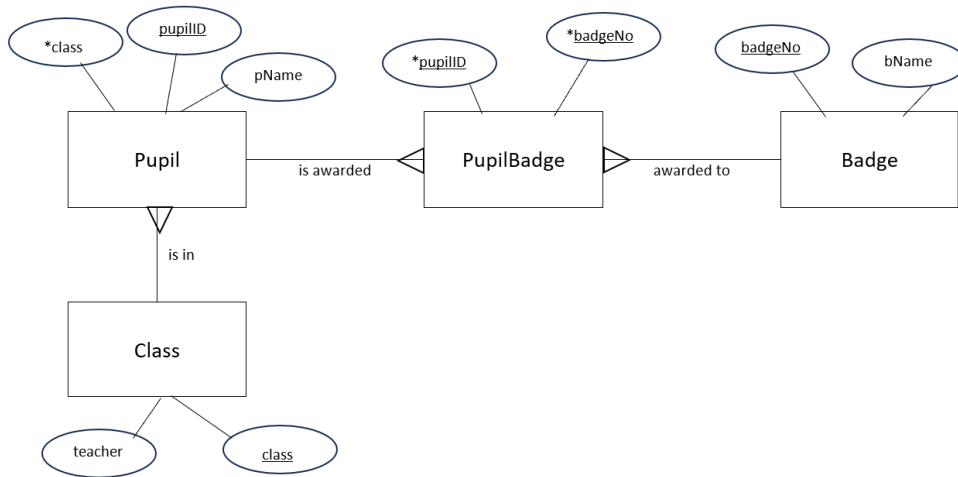 *class
pupilID
pName
*pupilID
*badgeNo
badgeNo
bName
Pupil
is awarded
PupilBadge
awarded to
Badge
is in
Class
teacher
class